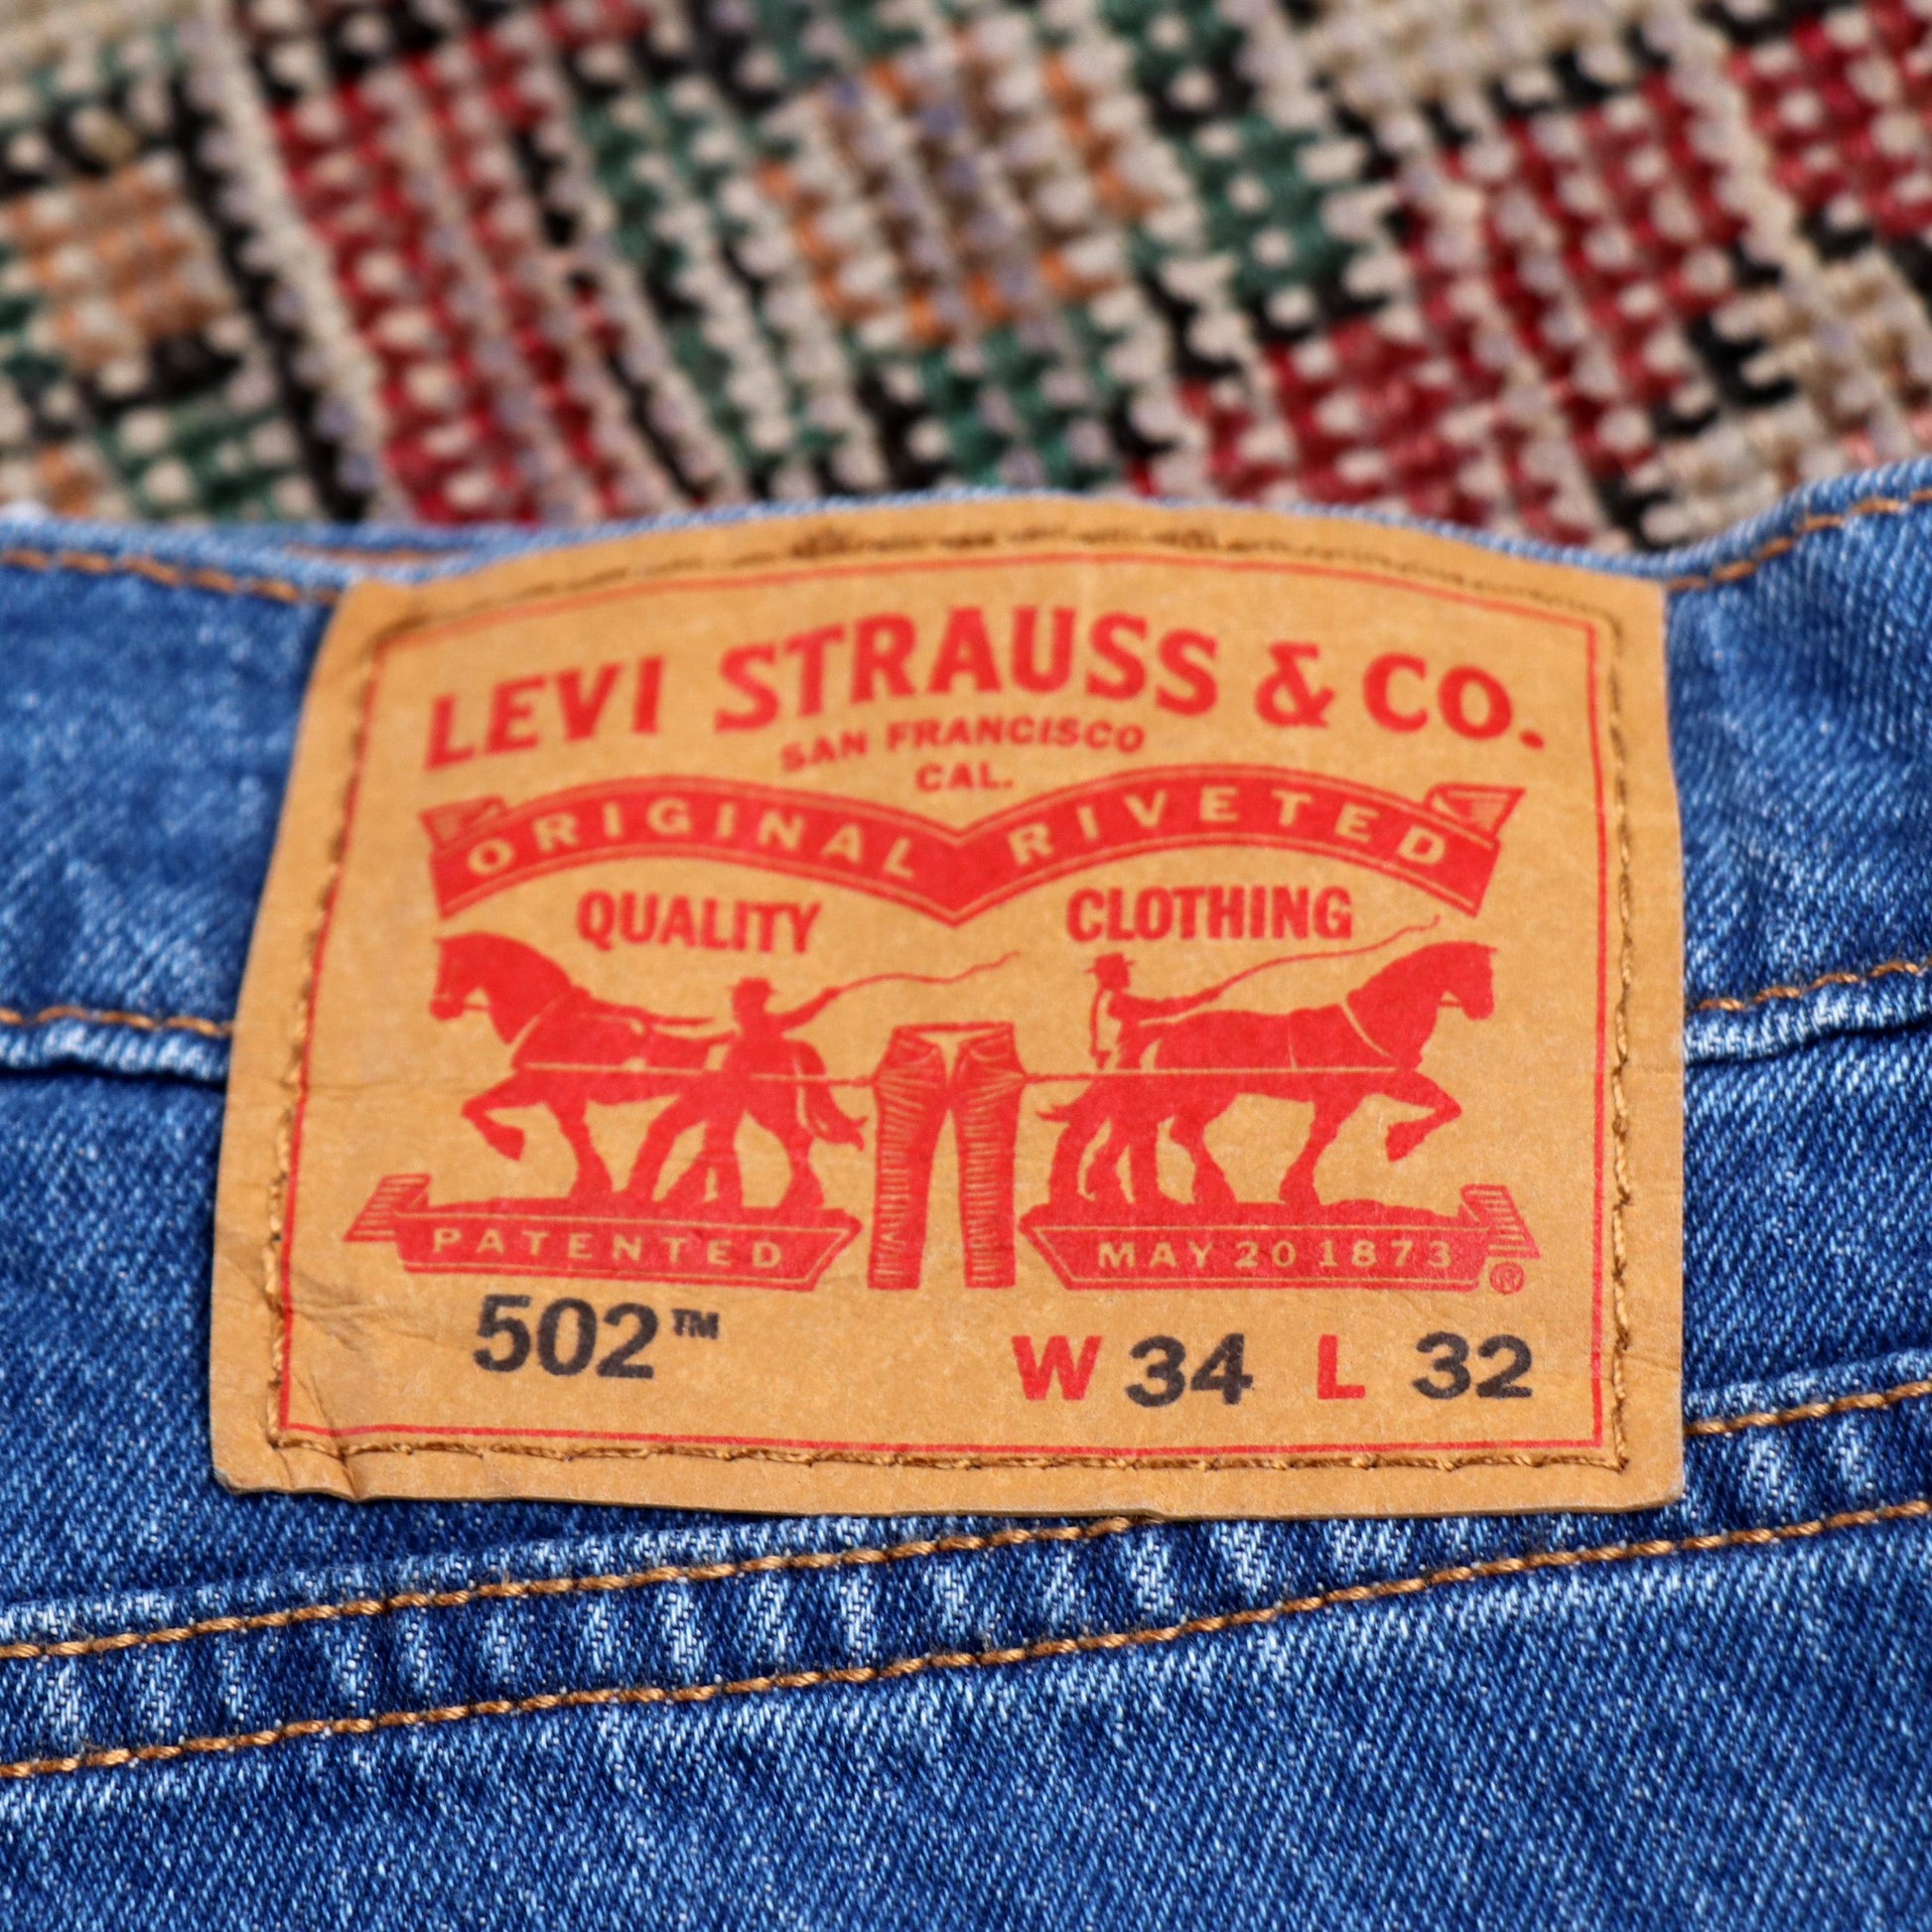 LEVI STRAUSS & CO.
SAN FRANCISCO
CAL.
ORIGINAL RIVETED
QUALITY CLOTHING
PATENTED MAY 20 1873 ®
502™ W 34 L 32